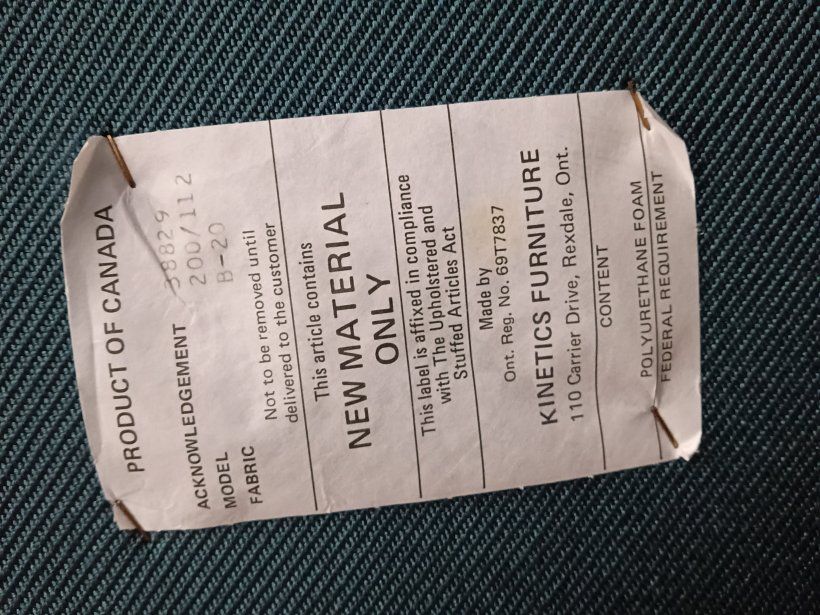 PRODUCT OF CANADA
ACKNOWLEDGEMENT 38829
MODEL 200/112
FABRIC B-20
Not to be removed until
delivered to the customer
This article contains
NEW MATERIAL
ONLY
This label is affixed in compliance
with The Upholstered and
Stuffed Articles Act
Made by
Ont. Reg. No. 69T7837
KINETICS FURNITURE
110 Carrier Drive, Rexdale, Ont.
CONTENT
POLYURETHANE FOAM
FEDERAL REQUIREMENT